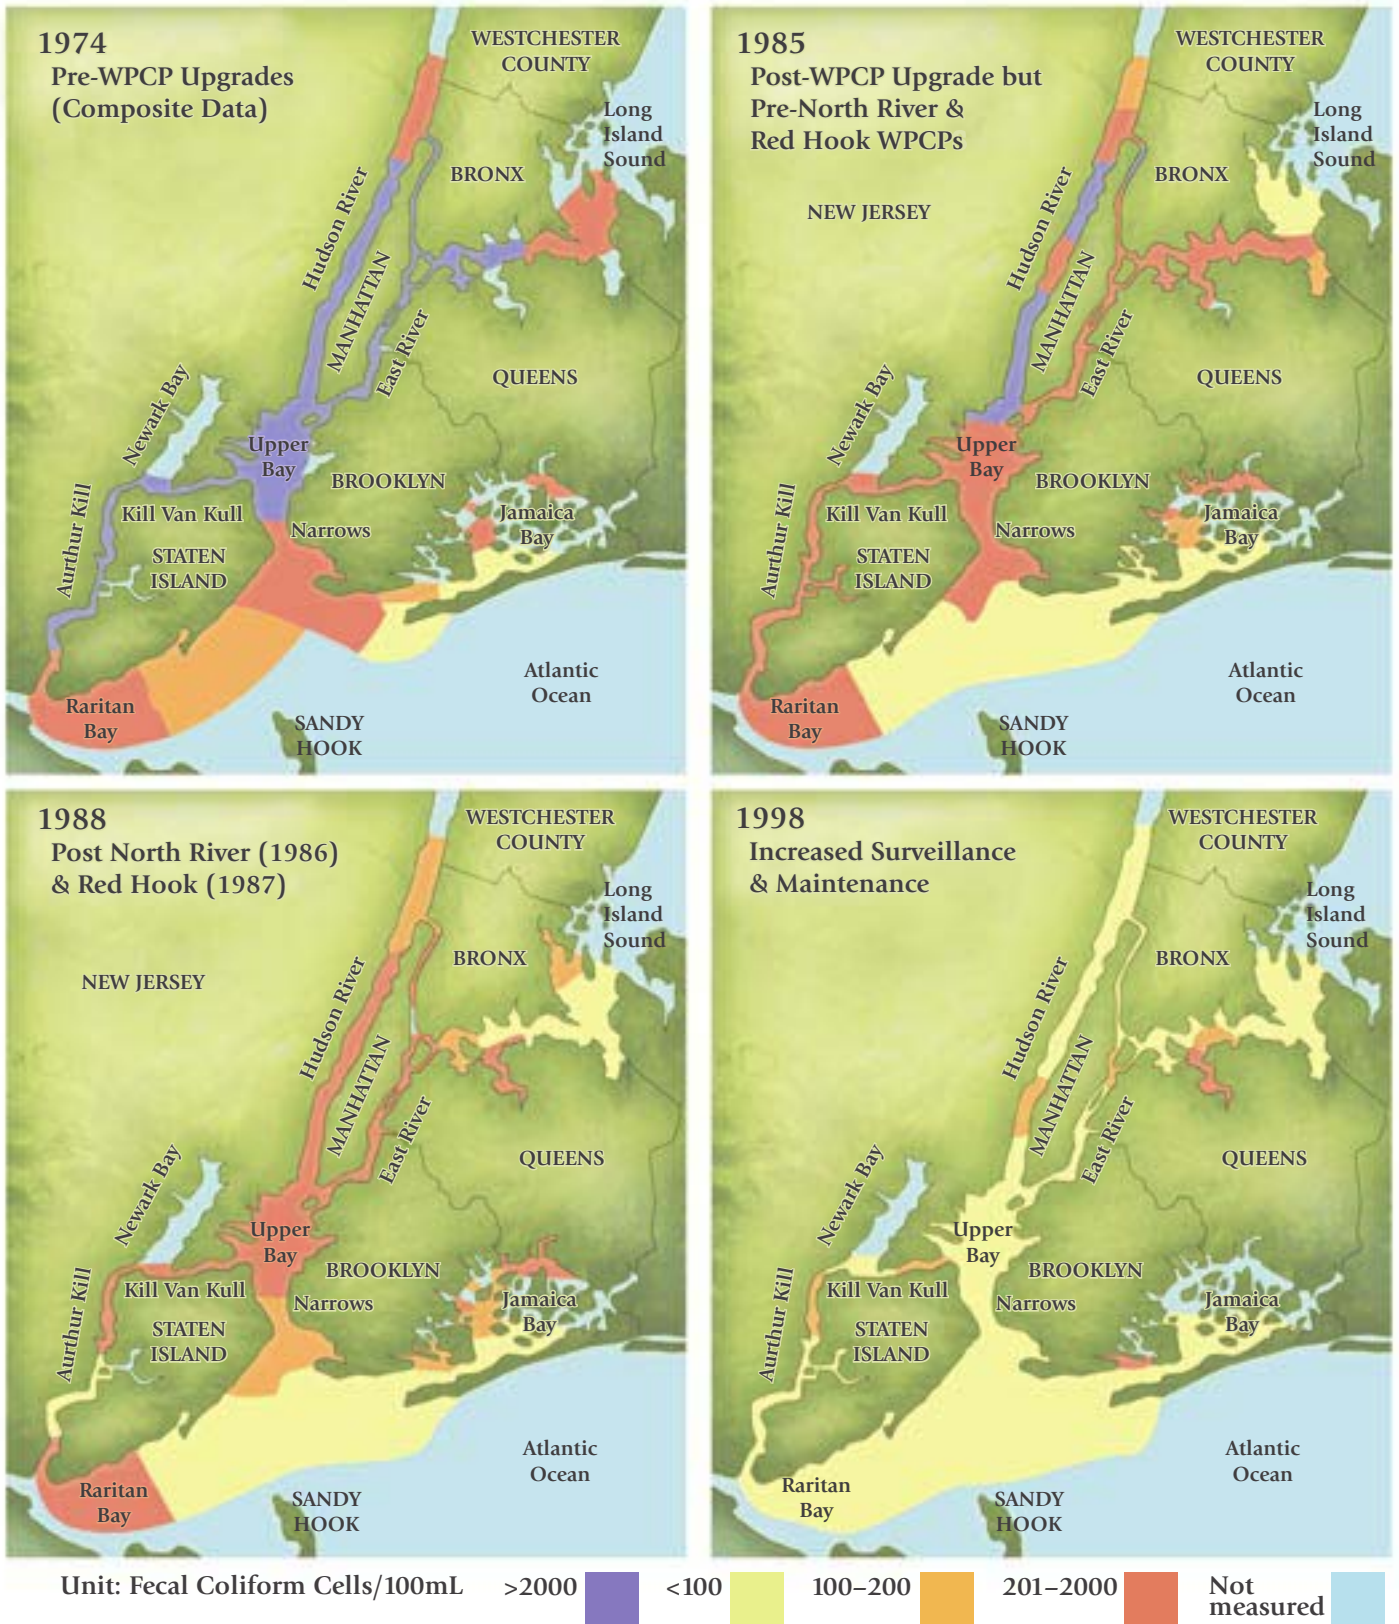 1974
Pre-WPCP Upgrades
(Composite Data)
WESTCHESTER
COUNTY
Long
Island
Sound
BRONX
Hudson River
MANHATTAN
East River
QUEENS
Newark Bay
Upper
Bay
BROOKLYN
Aurthur Kill
Kill Van Kull
Narrows
Jamaica
Bay
STATEN
ISLAND
Raritan
Bay
SANDY
HOOK
Atlantic
Ocean
1985
Post-WPCP Upgrade but
Pre-North River &
Red Hook WPCPs
WESTCHESTER
COUNTY
Long
Island
Sound
BRONX
NEW JERSEY
Hudson River
MANHATTAN
East River
QUEENS
Newark Bay
Upper
Bay
BROOKLYN
Aurthur Kill
Kill Van Kull
Narrows
Jamaica
Bay
STATEN
ISLAND
Raritan
Bay
SANDY
HOOK
Atlantic
Ocean
1988
Post North River (1986)
& Red Hook (1987)
WESTCHESTER
COUNTY
Long
Island
Sound
BRONX
NEW JERSEY
Hudson River
MANHATTAN
East River
QUEENS
Newark Bay
Upper
Bay
BROOKLYN
Aurthur Kill
Kill Van Kull
Narrows
Jamaica
Bay
STATEN
ISLAND
Raritan
Bay
SANDY
HOOK
Atlantic
Ocean
1998
Increased Surveillance
& Maintenance
WESTCHESTER
COUNTY
Long
Island
Sound
BRONX
Hudson River
MANHATTAN
East River
QUEENS
Newark Bay
Upper
Bay
BROOKLYN
Aurthur Kill
Kill Van Kull
Narrows
Jamaica
Bay
STATEN
ISLAND
Raritan
Bay
SANDY
HOOK
Atlantic
Ocean
Unit: Fecal Coliform Cells/100mL >2000 <100 100–200 201–2000 Not
measured